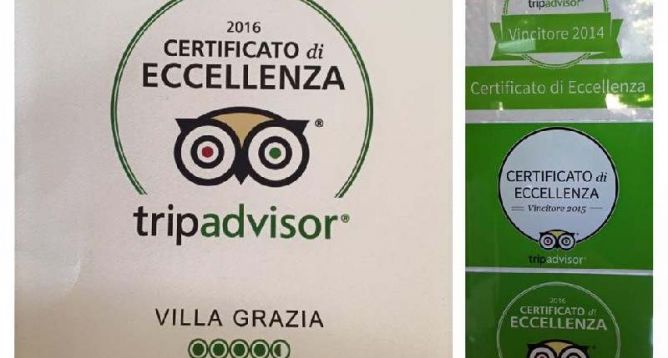 2016
CERTIFICATO di
ECCELLENZA
®
tripadvisor®
VILLA GRAZIA
tripadvisor®
Vincitore 2014
Certificato di Eccellenza
CERTIFICATO di
ECCELLENZA
Vincitore 2015
tripadvisor®
2016
CERTIFICATO di
ECCELLENZA